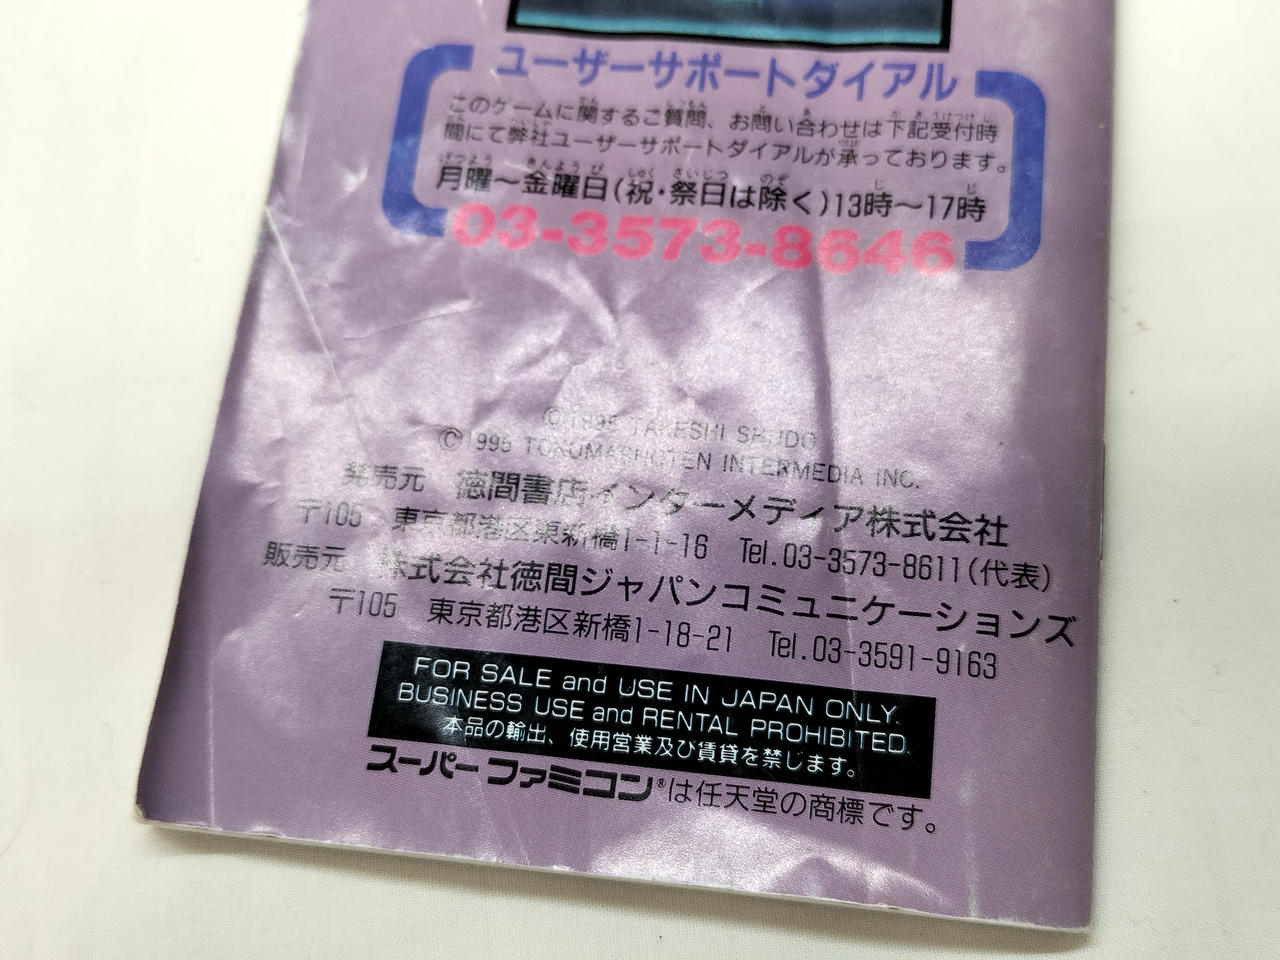 ユーザーサポートダイアル
このゲームに関するご質問、お問い合わせは下記受付時
間にて弊社ユーザーサポートダイアルが承っております。
月曜〜金曜日(祝・祭日は除く)13時〜17時
03-3573-8646
©1995 TAKESHI SHUDO
©1995 TOKUMASHOTEN INTERMEDIA INC.
発売元 徳間書店インターメディア株式会社
〒105 東京都港区東新橋1-1-16 Tel.03-3573-8611(代表)
販売元 株式会社徳間ジャパンコミュニケーションズ
〒105 東京都港区新橋1-18-21 Tel.03-3591-9163
FOR SALE and USE IN JAPAN ONLY.
BUSINESS USE and RENTAL PROHIBITED.
本品の輸出、使用営業及び賃貸を禁じます。
スーパーファミコン®は任天堂の商標です。